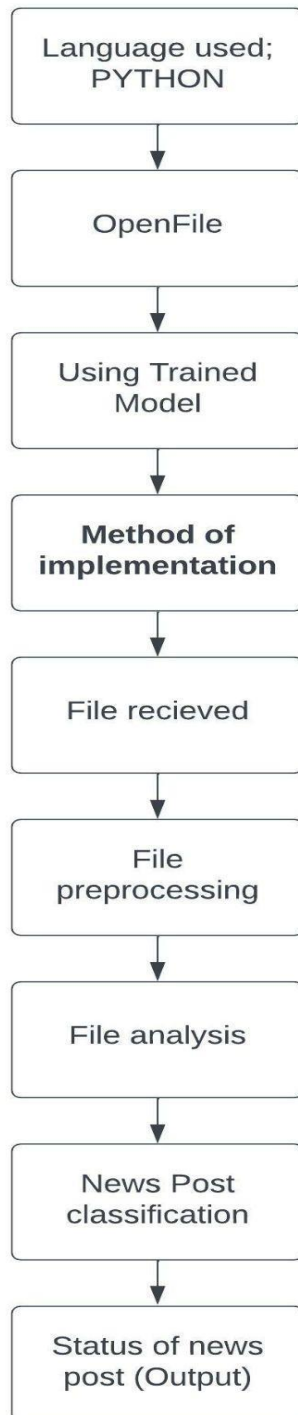 Language used;
PYTHON
OpenFile
Using Trained
Model
Method of
implementation
File recieved
File
preprocessing
File analysis
News Post
classification
Status of news
post (Output)